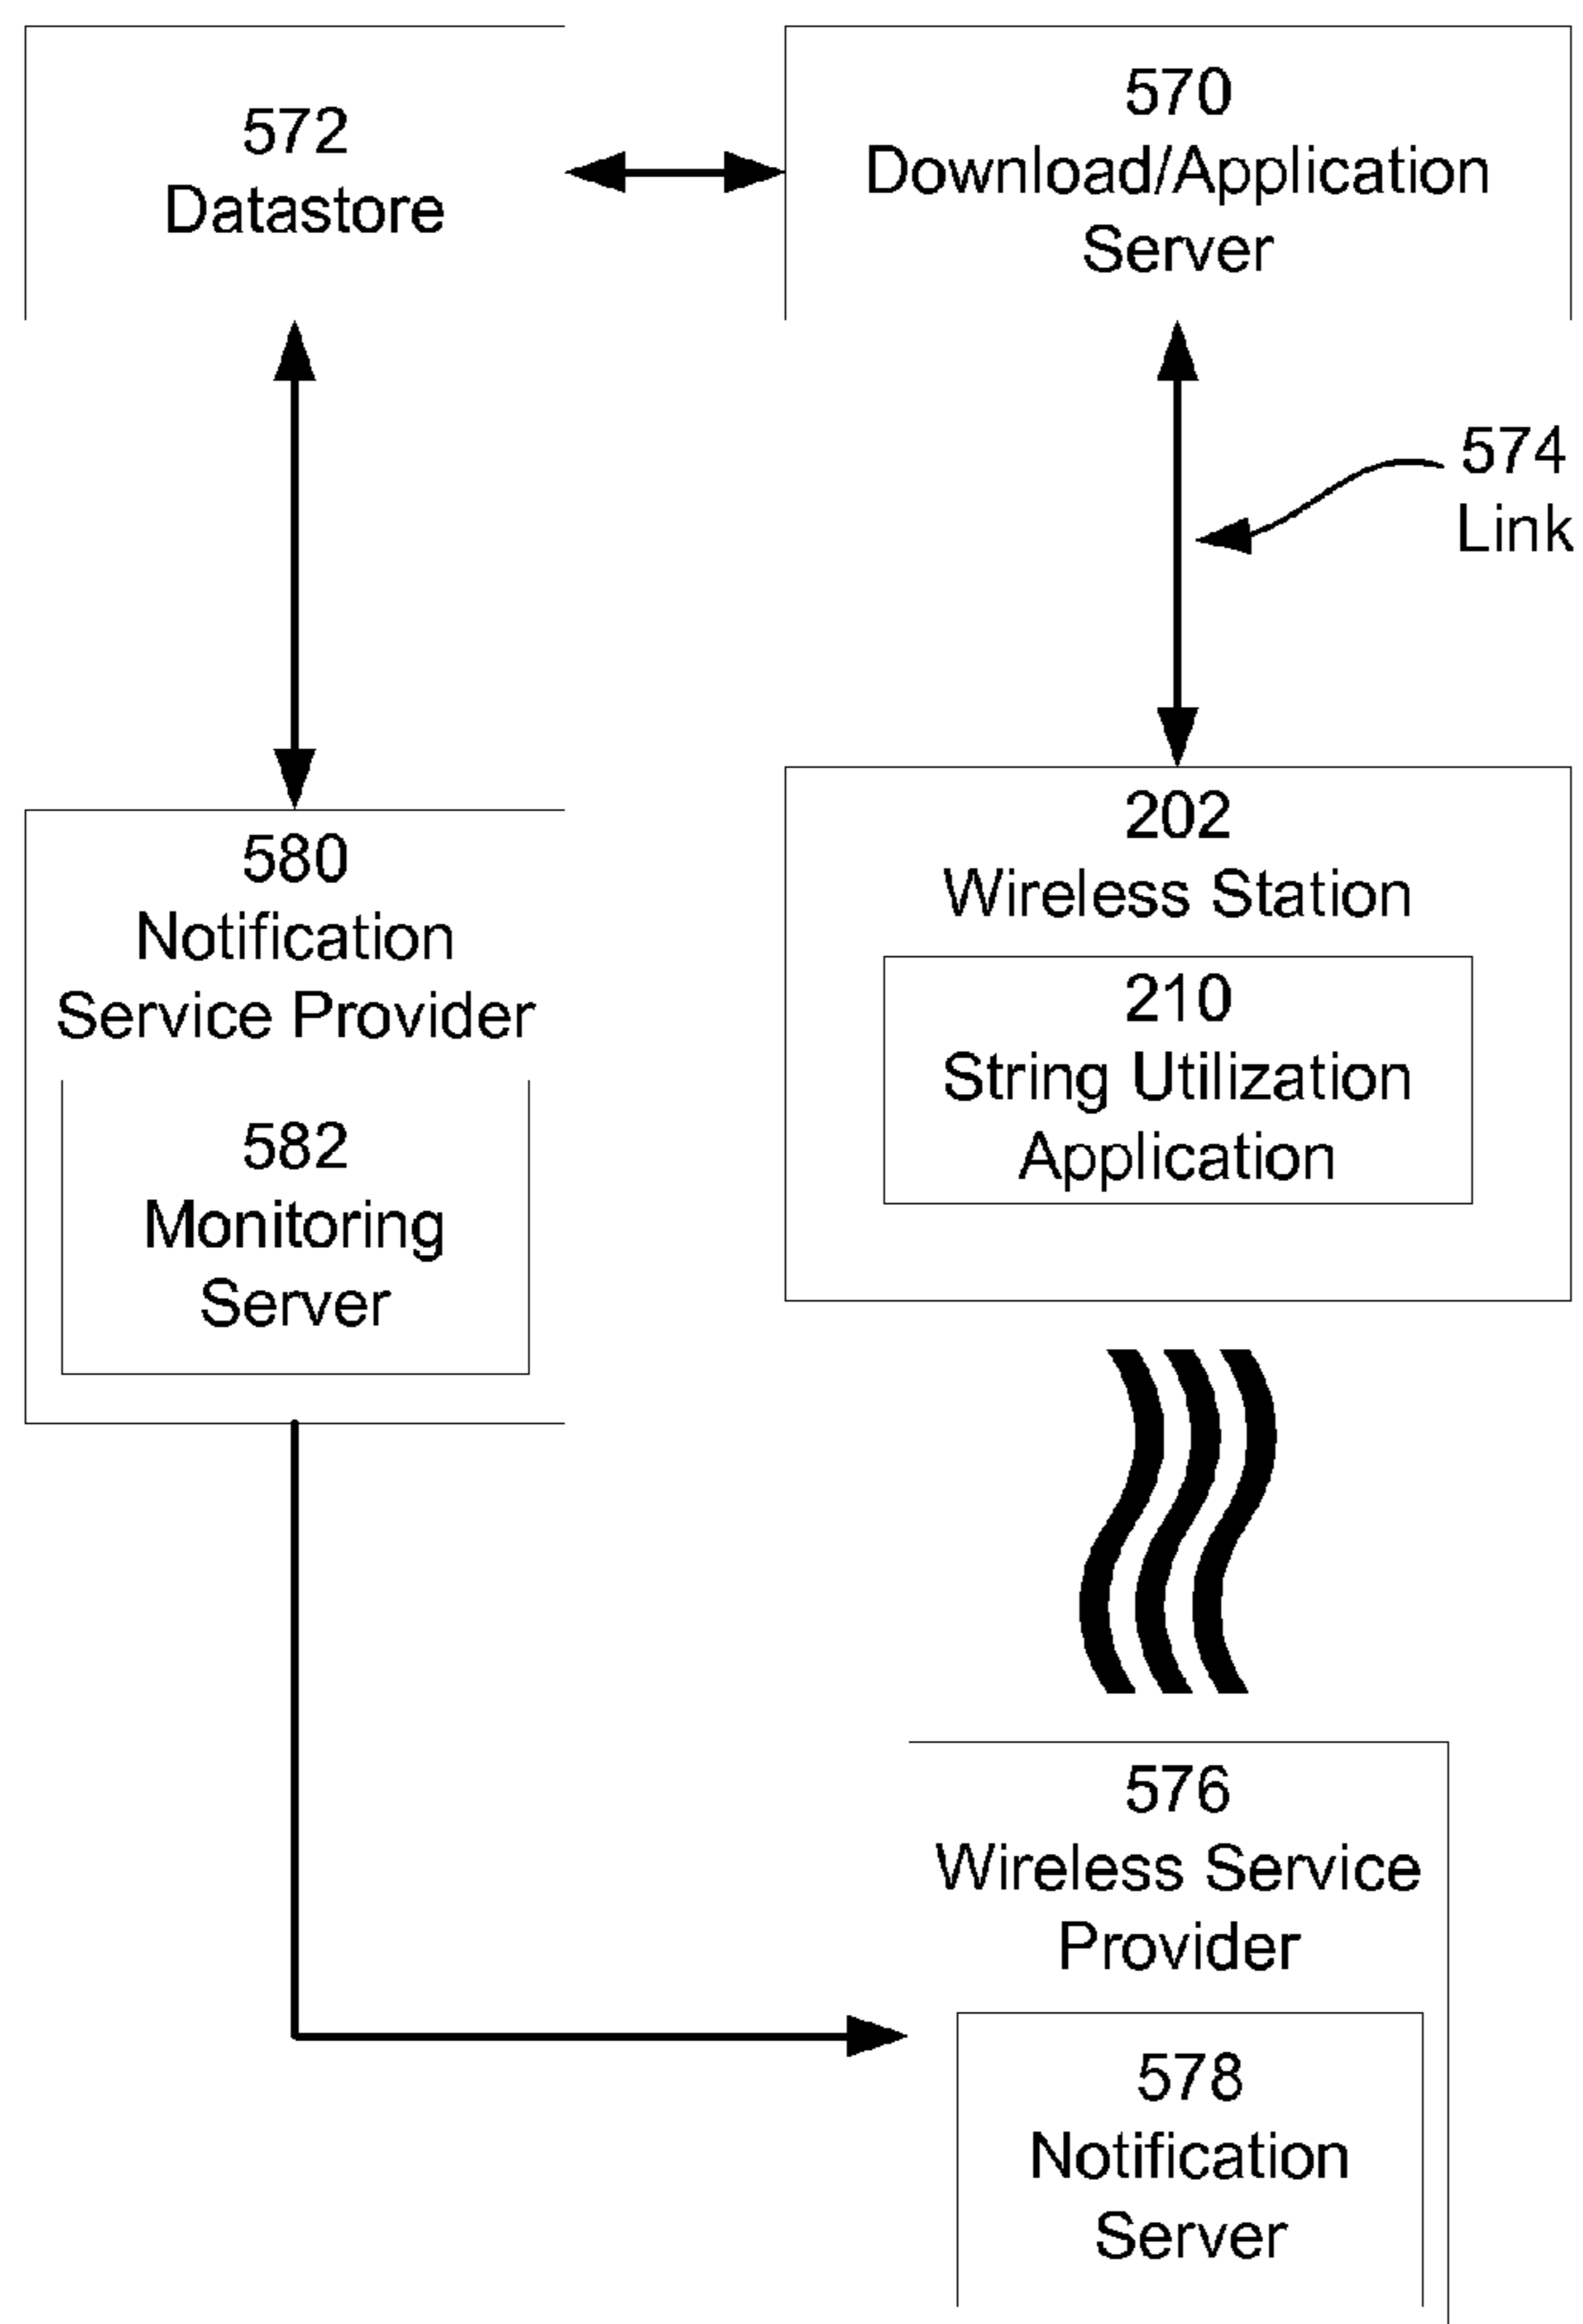 572
Datastore
570
Download/Application
Server
574
Link
580
Notification
Service Provider
582
Monitoring
Server
202
Wireless Station
210
String Utilization
Application
576
Wireless Service
Provider
578
Notification
Server